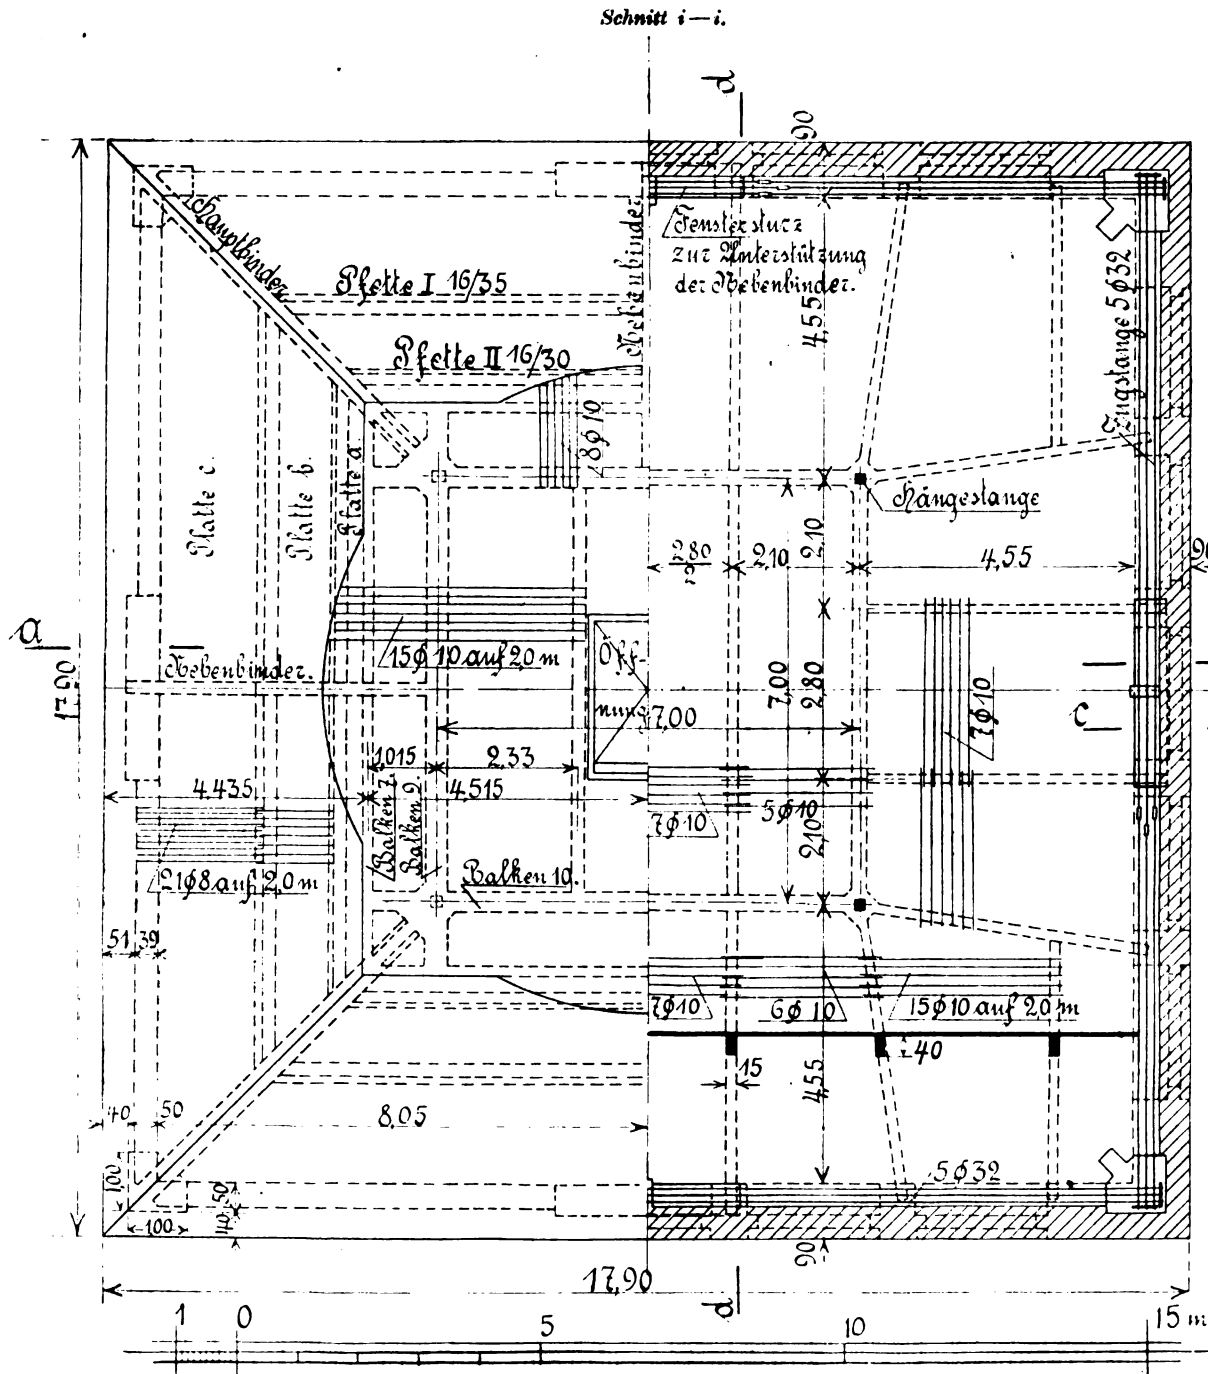 Schnitt i—i.
d
90
Hauptbinder
Nebenbinder
Fenstersturz
zur Unterstützung
der Nebenbinder.
Pfette I 16/35
Pfette II 16/30
4,55
Zugstange 5ϕ32
8ϕ10
Platte c.
Platte b.
Platte a
Hängestange
2,80
2
2,10
2,10
4,55
90
a
15ϕ10 auf 2,0 m
Öff-
nung
Nebenbinder.
17,90
7,00
7,00
2,80
7ϕ10
c
1,015
2,33
4,435
4,515
Balken 7.
Balken 9.
7ϕ10
5ϕ10
2,10
21ϕ8 auf 2,0 m
Balken 10.
51
39
7ϕ10
6ϕ10
15ϕ10 auf 2,0 m
40
15
4,55
40
50
8,05
1,00
50
40
1,00
5ϕ32
90
17,90
d
1
0
5
10
15 m